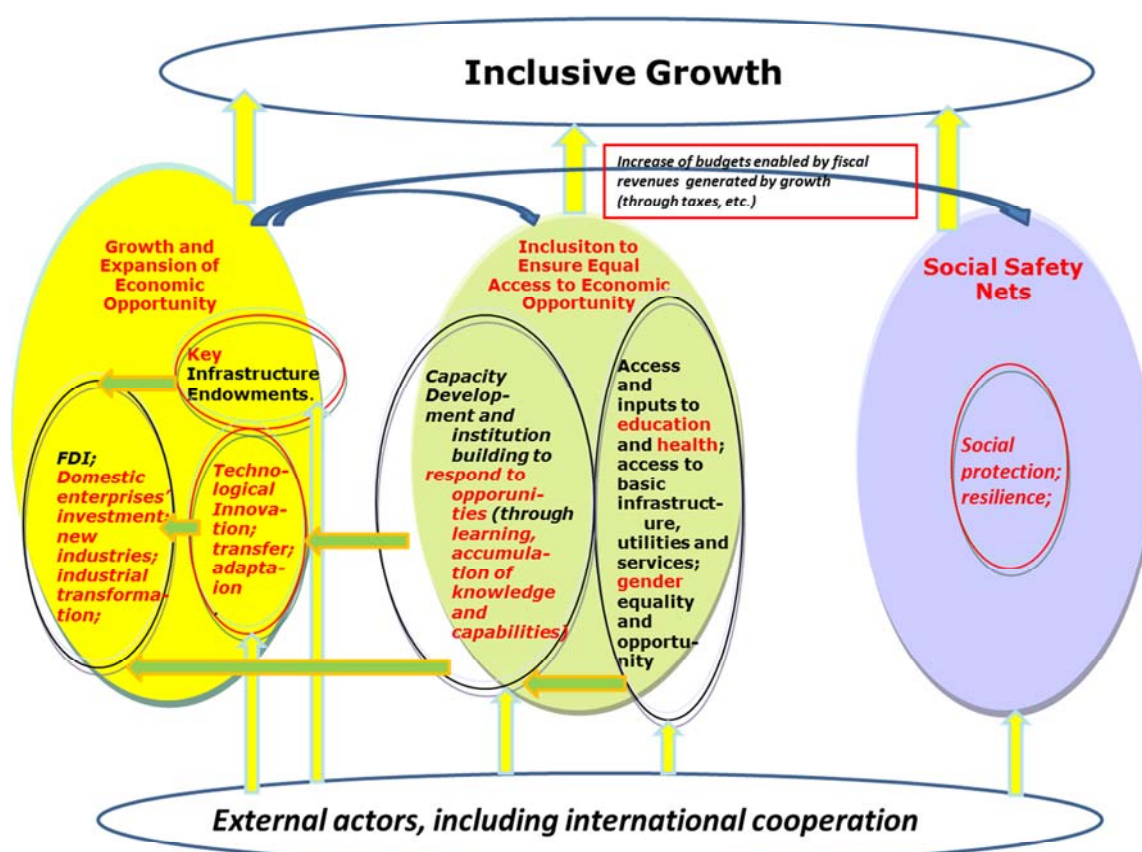 Inclusive Growth
Increase of budgets enabled by fiscal
revenues generated by growth
(through taxes, etc.)
Growth and
Expansion of
Economic
Opportunity
Key
Infrastructure
Endowments.
FDI;
Domestic
enterprises’
investment;
new
industries;
industrial
transforma-
tion;
Techno-
logical
Innova-
tion;
transfer;
adapta-
ion
Inclusiton to
Ensure Equal
Access to Economic
Opportunity
Capacity
Develop-
ment and
institution
building to
respond to
opporuni-
ties (through
learning,
accumula-
tion of
knowledge
and
capabilities)
Access
and
inputs to
education
and health;
access to
basic
infrastruct-
ure,
utilities and
services;
gender
equality
and
opportu-
nity
Social Safety
Nets
Social
protection;
resilience;
External actors, including international cooperation